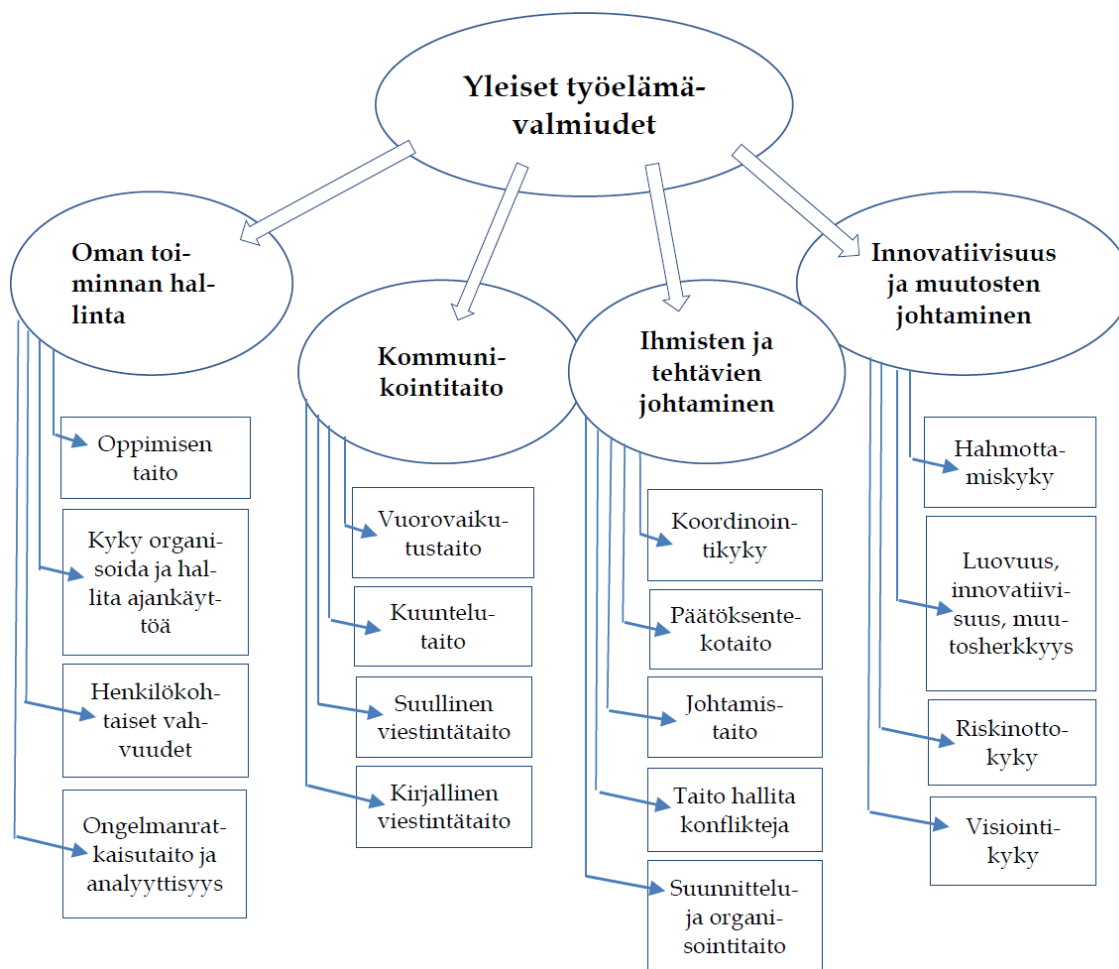 Yleiset työelämä-
valmiudet
Oman toi-
minnan hal-
linta
Oppimisen
taito
Kyky organi-
soida ja hal-
lita ajankäyt-
töä
Henkilökoh-
taiset vah-
vuudet
Ongelmanrat-
kaisutaito ja
analyyttisyys
Kommuni-
kointitaito
Vuorovaiku-
tustaito
Kuuntelu-
taito
Suullinen
viestintätaito
Kirjallinen
viestintätaito
Ihmisten ja
tehtävien
johtaminen
Koordinoin-
tikyky
Päätöksente-
kotaito
Johtamis-
taito
Taito hallita
konflikteja
Suunnittelu-
ja organi-
sointitaito
Innovatiivisuus
ja muutosten
johtaminen
Hahmotta-
miskyky
Luovuus,
innovatiivi-
suus, muu-
tosherkkyys
Riskinotto-
kyky
Visiointi-
kyky